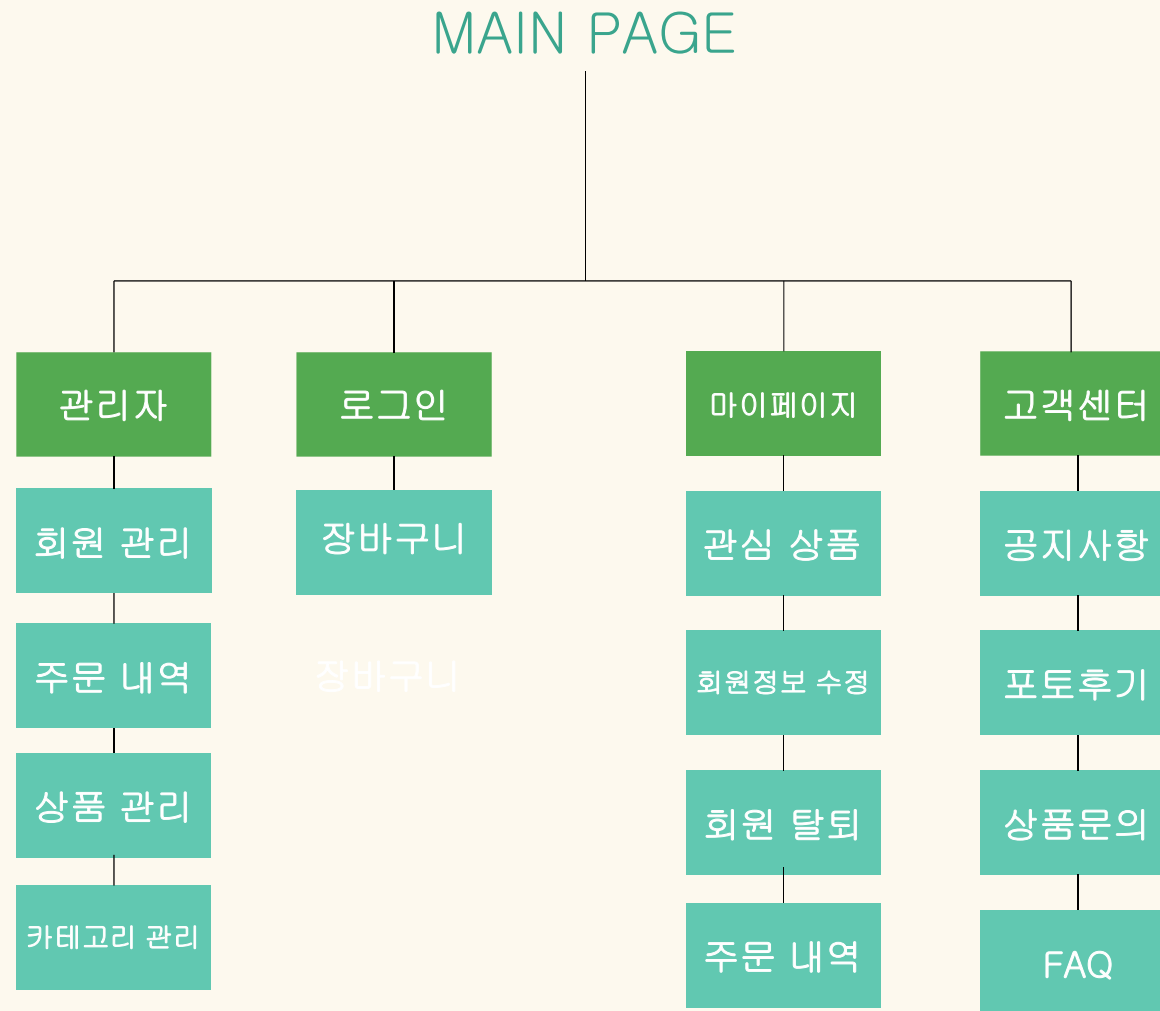 MAIN PAGE
관리자
회원 관리
주문 내역
상품 관리
카테고리 관리
로그인
장바구니
장바구니
마이페이지
관심 상품
회원정보 수정
회원 탈퇴
주문 내역
고객센터
공지사항
포토후기
상품문의
FAQ